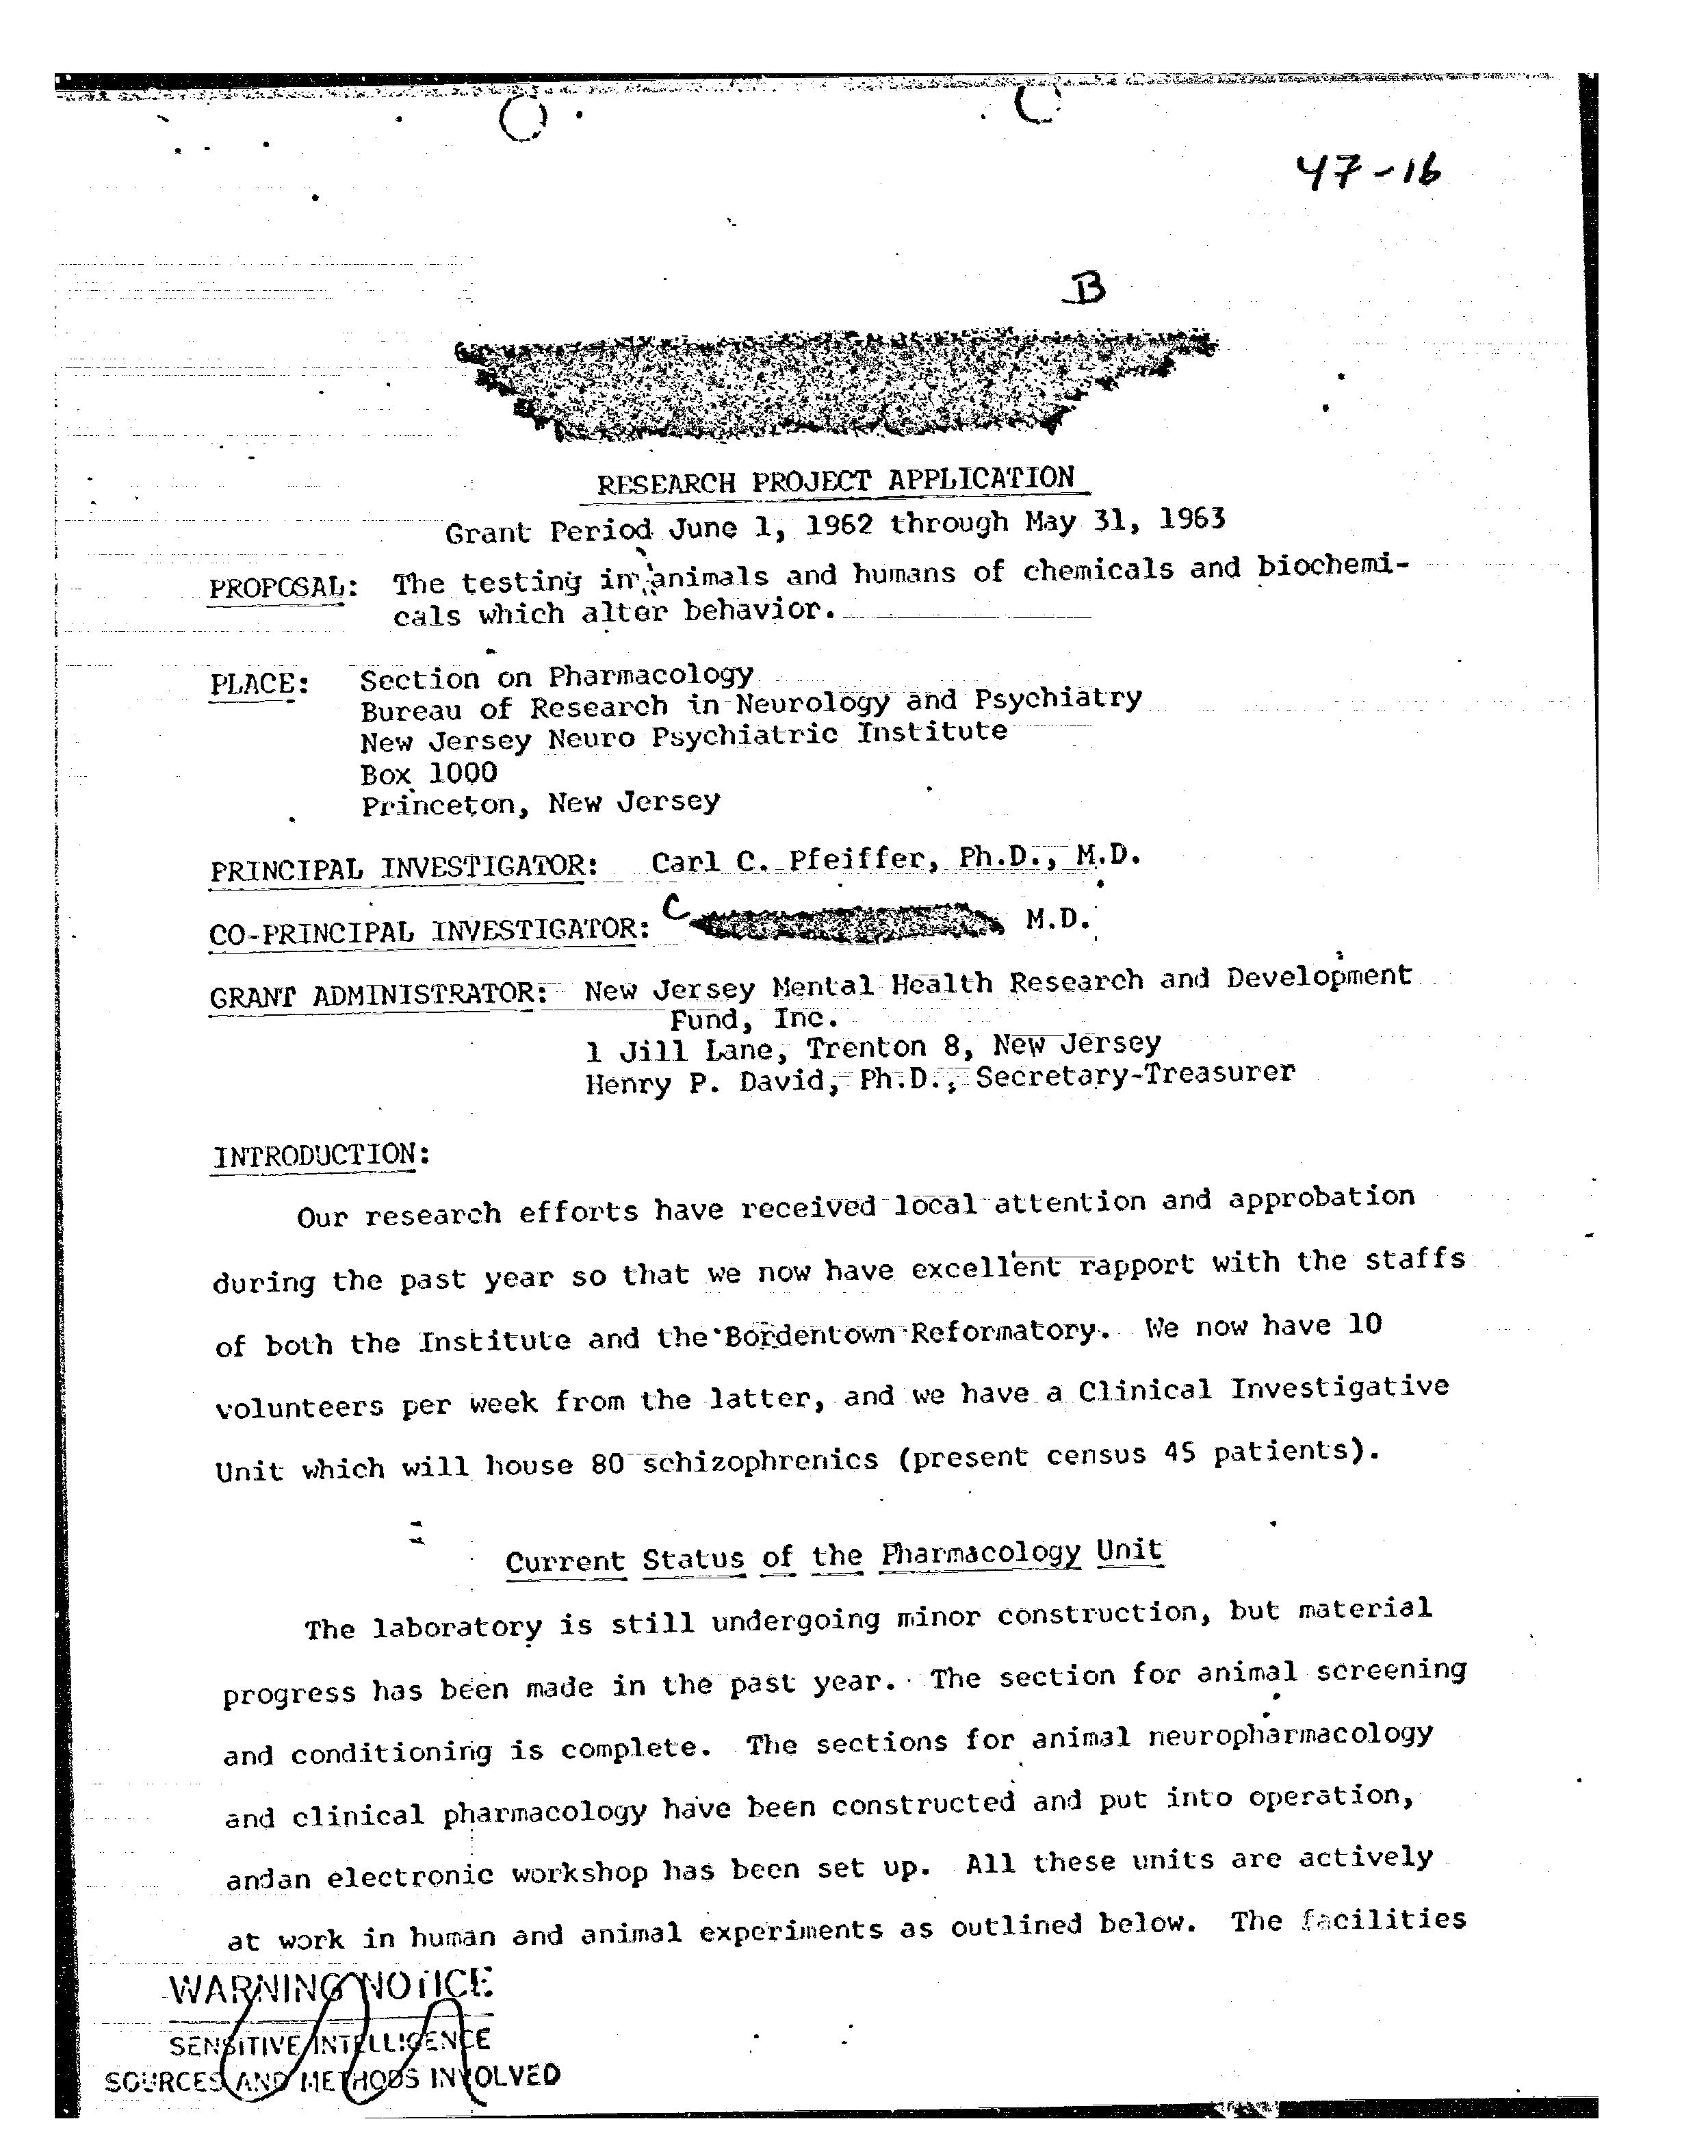 47-16
B
RESEARCH PROJECT APPLICATION
Grant Period June 1, 1962 through May 31, 1963
PROPOSAL: The testing in animals and humans of chemicals and biochemi-
cals which alter behavior.
PLACE: Section on Pharmacology
Bureau of Research in Neurology and Psychiatry
New Jersey Neuro Psychiatric Institute
Box 1000
Princeton, New Jersey
PRINCIPAL INVESTIGATOR: Carl C. Pfeiffer, Ph.D., M.D.
CO-PRINCIPAL INVESTIGATOR: C M.D.
GRANT ADMINISTRATOR: New Jersey Mental Health Research and Development
Fund, Inc.
1 Jill Lane, Trenton 8, New Jersey
Henry P. David, Ph.D., Secretary-Treasurer
INTRODUCTION:
Our research efforts have received local attention and approbation
during the past year so that we now have excellent rapport with the staffs
of both the Institute and the Bordentown Reformatory. We now have 10
volunteers per week from the latter, and we have a Clinical Investigative
Unit which will house 80 schizophrenics (present census 45 patients).
Current Status of the Pharmacology Unit
The laboratory is still undergoing minor construction, but material
progress has been made in the past year. The section for animal screening
and conditioning is complete. The sections for animal neuropharmacology
and clinical pharmacology have been constructed and put into operation,
andan electronic workshop has been set up. All these units are actively
at work in human and animal experiments as outlined below. The facilities
WARNING NOTICE
SENSITIVE INTELLIGENCE
SOURCES AND METHODS INVOLVED